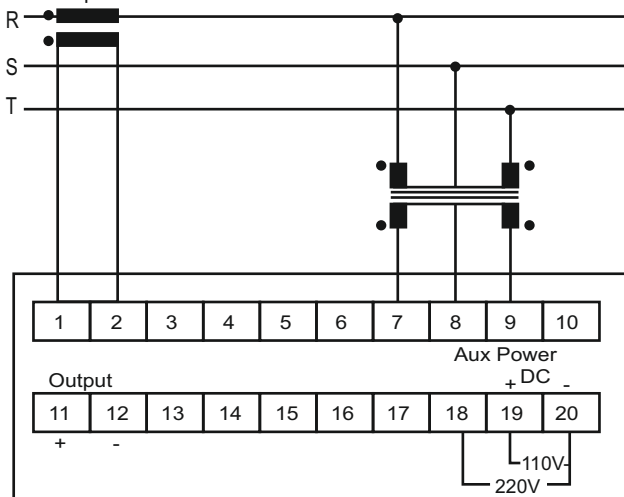 R
S
T
1 2 3 4 5 6 7 8 9 10
Aux Power
Output + DC -
11 12 13 14 15 16 17 18 19 20
+ -
110V
220V